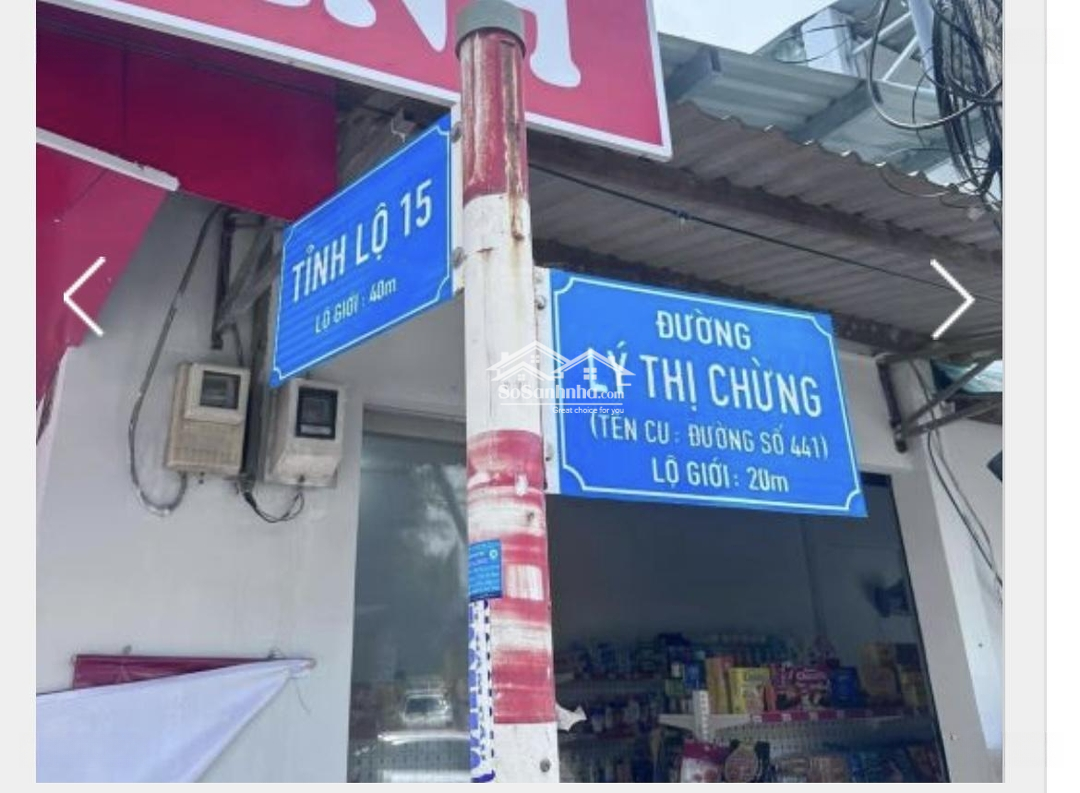 TỈNH LỘ 15
LỘ GIỚI : 40m
ĐƯỜNG
LÝ THỊ CHỪNG
(TÊN CŨ : ĐƯỜNG SỐ 441)
LỘ GIỚI : 20m
SoSanhnha.com
Great choice for you